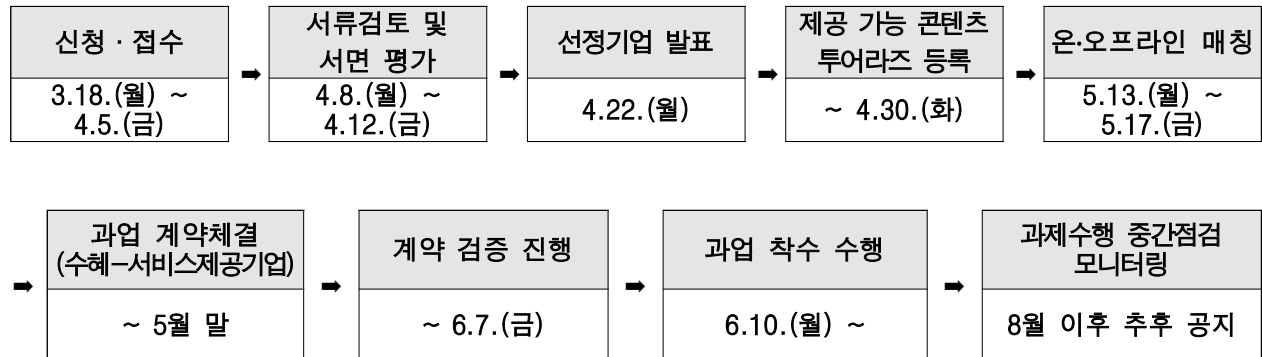 신청·접수
3.18.(월) ~
4.5.(금)
➡
서류검토 및
서면 평가
4.8.(월) ~
4.12.(금)
➡
선정기업 발표
4.22.(월)
➡
제공 가능 콘텐츠
투어라즈 등록
~ 4.30.(화)
➡
온·오프라인 매칭
5.13.(월) ~
5.17.(금)
➡
과업 계약체결
(수혜-서비스제공기업)
~ 5월 말
➡
계약 검증 진행
~ 6.7.(금)
➡
과업 착수 수행
6.10.(월) ~
➡
과제수행 중간점검
모니터링
8월 이후 추후 공지